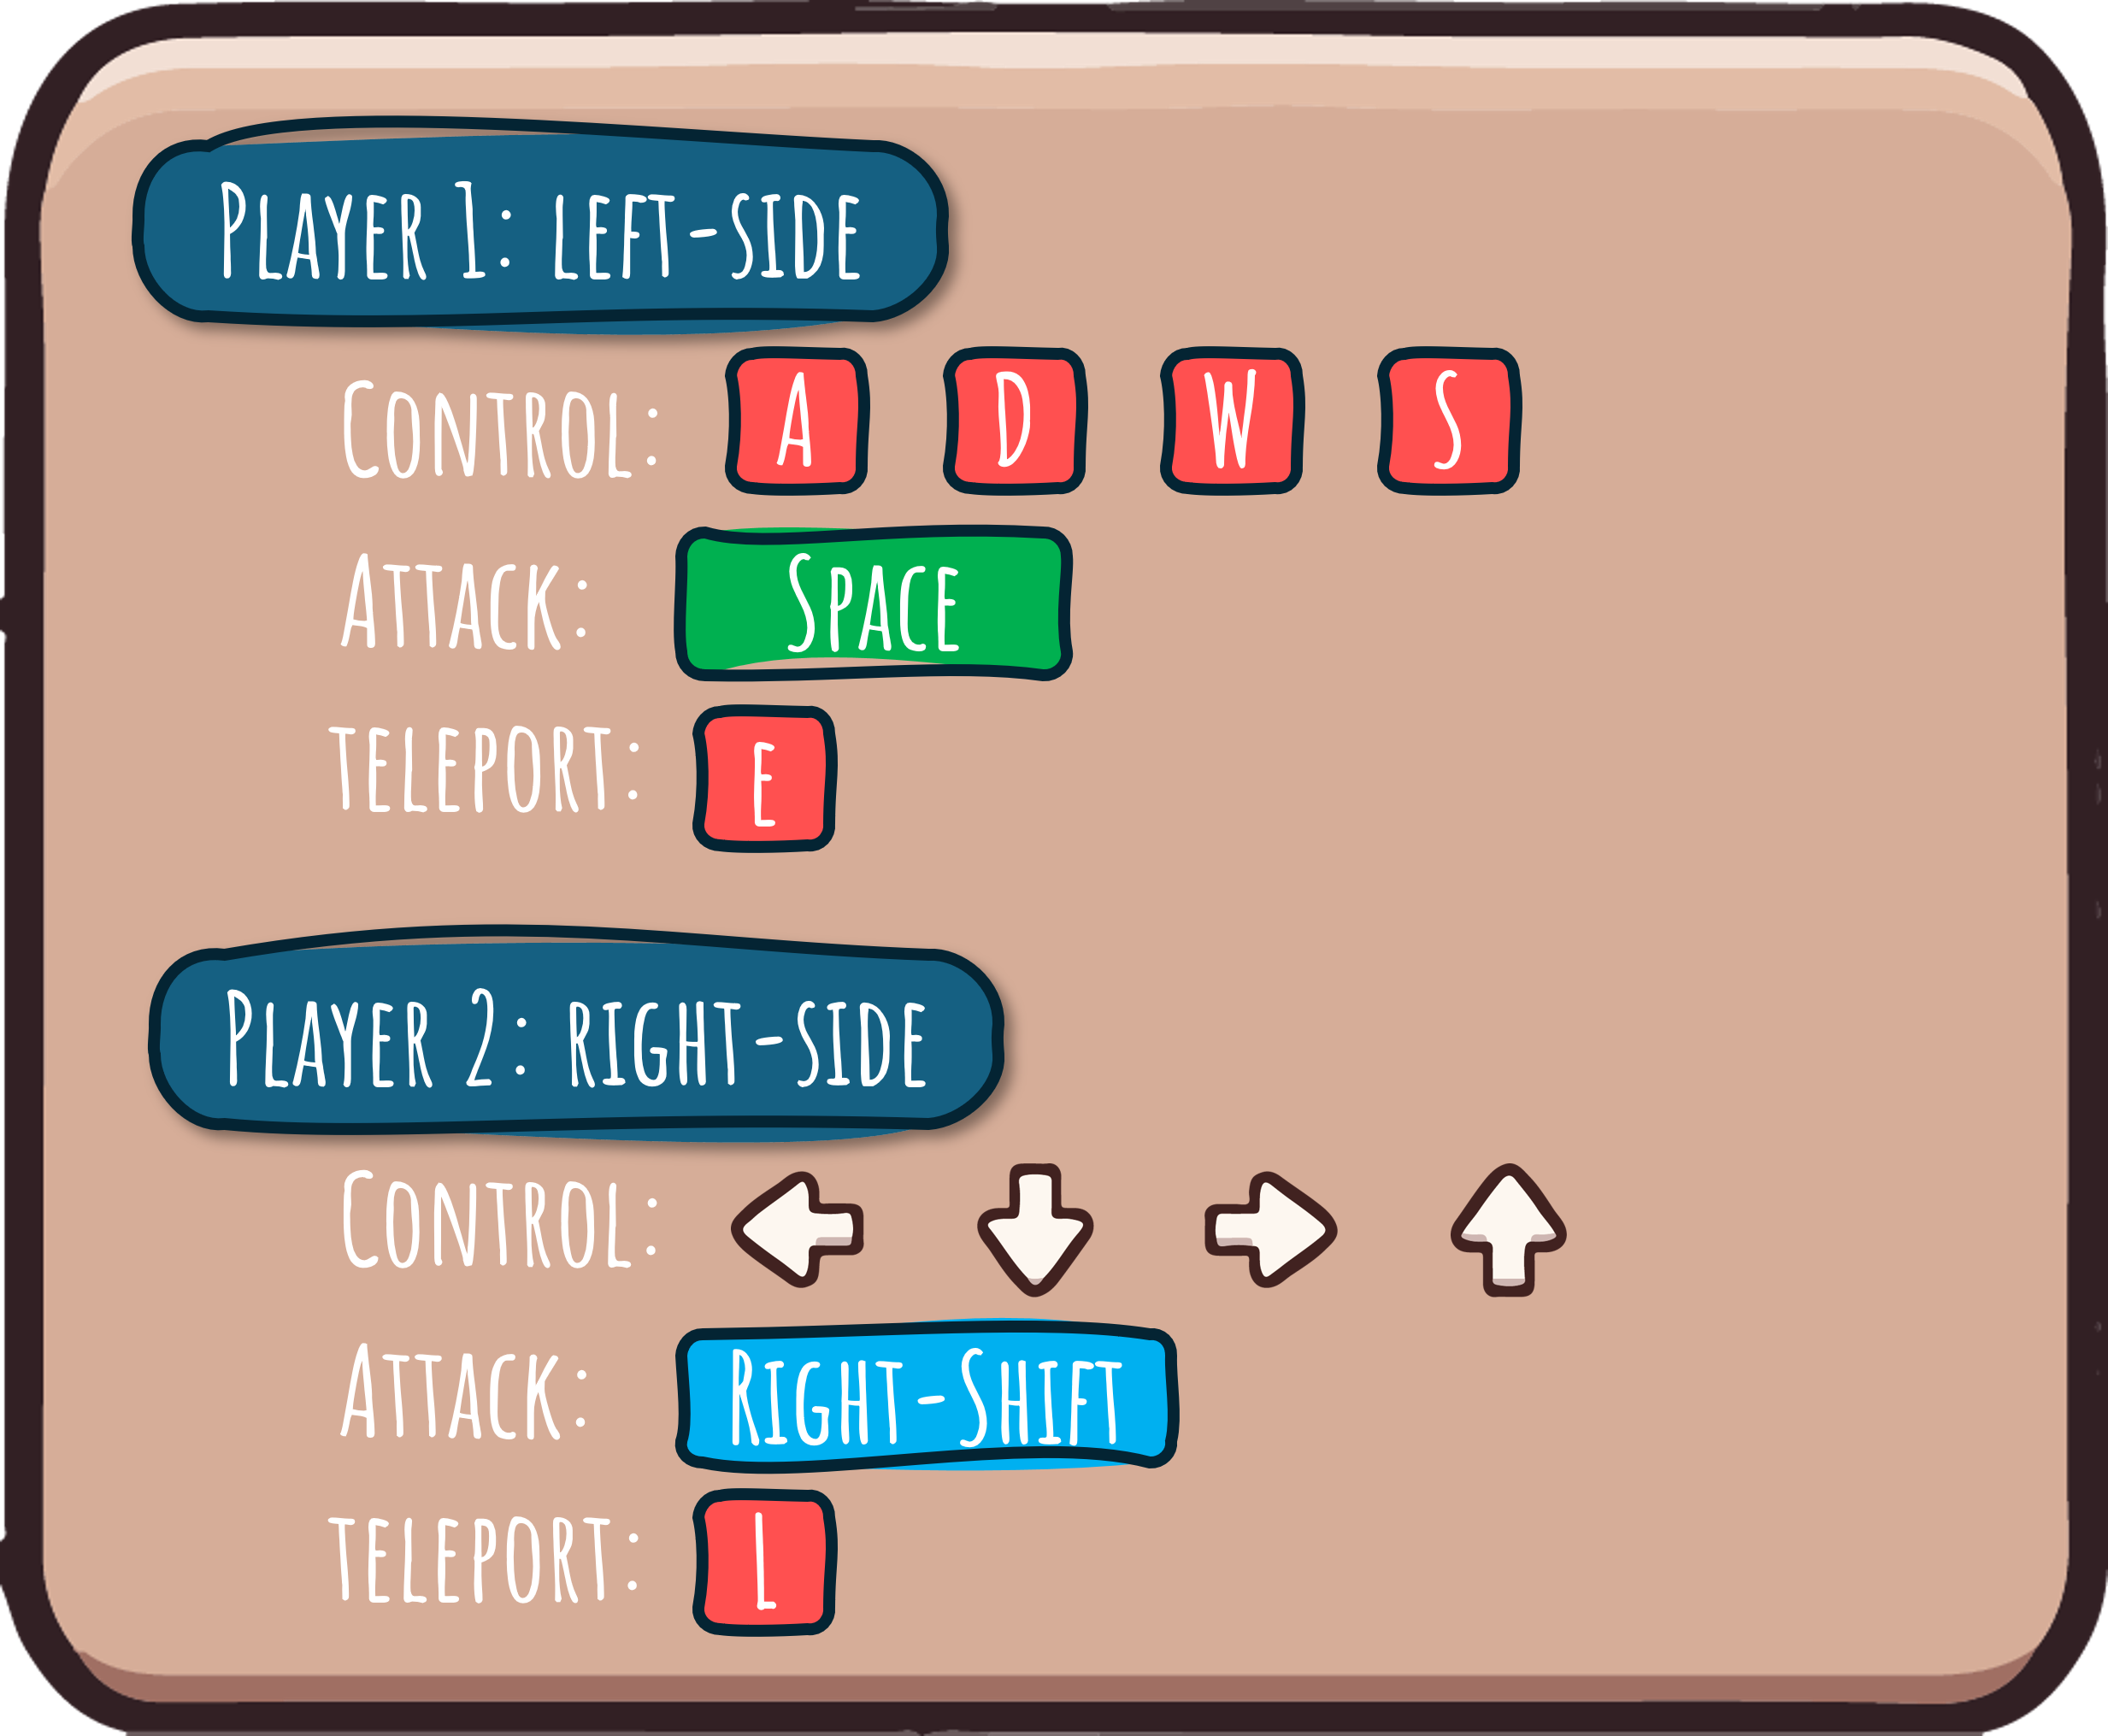 Player 1: left-Side
Control: A D W S
Attack: Space
teleport: E
Player 2: right-Side
Control:
Attack: Right-Shift
teleport: L